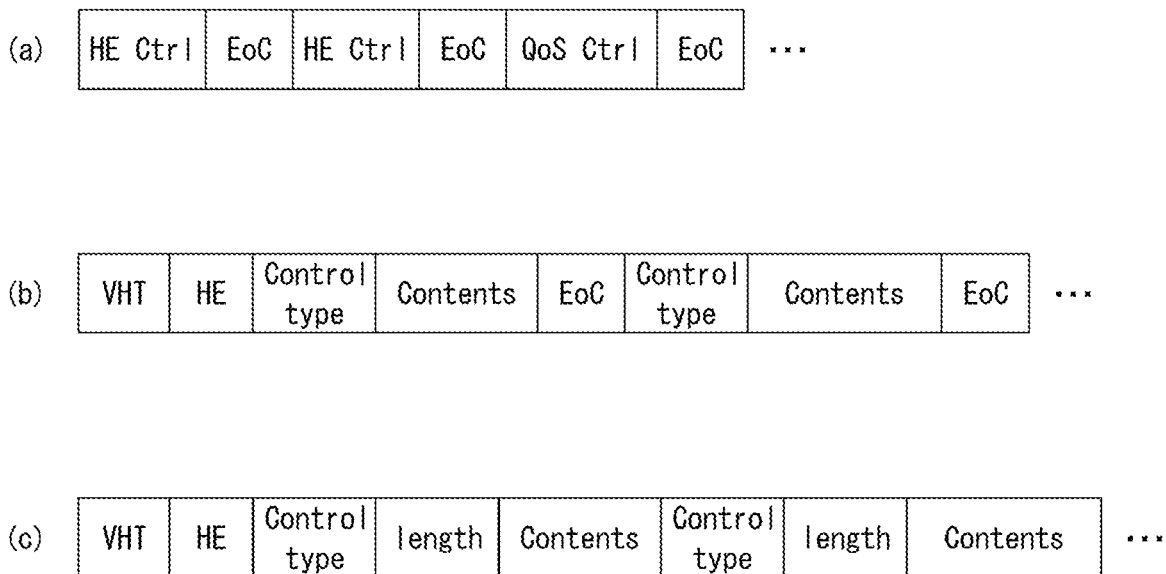 (a) HE Ctrl EoC HE Ctrl EoC QoS Ctrl EoC ...
(b) VHT HE Control type Contents EoC Control type Contents EoC ...
(c) VHT HE Control type length Contents Control type length Contents ...